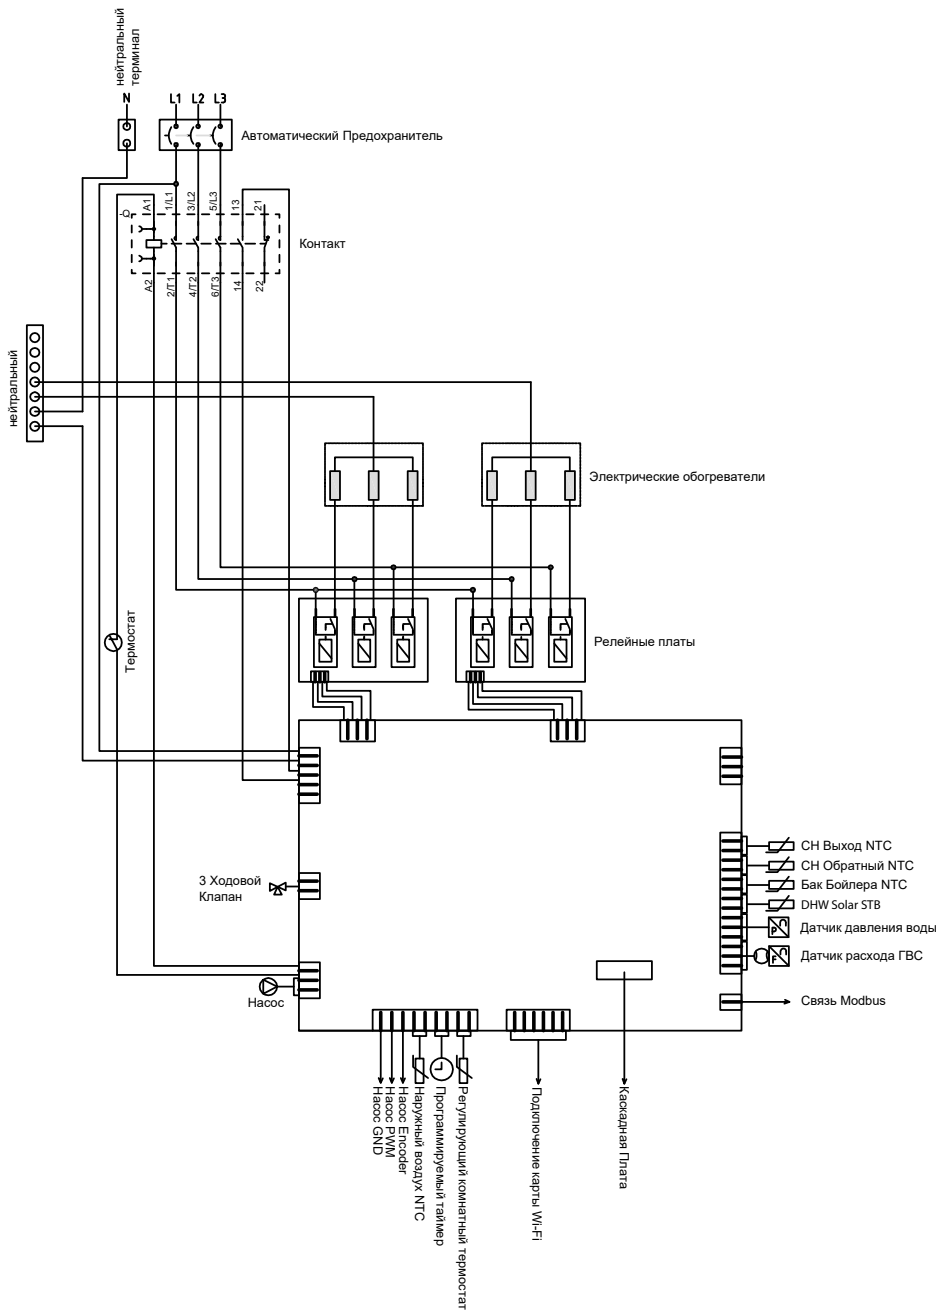 нейтральный
терминал
N
L1 L2 L3
Автоматический Предохранитель
-Q
A1
1/L1
3/L2
5/L3
13
21
Контакт
A2
2/T1
4/T2
6/T3
14
22
нейтральный
Электрические обогреватели
Термостат
Релейные платы
3 Ходовой
Клапан
Насос
CH Выход NTC
CH Обратный NTC
Бак Бойлера NTC
DHW Solar STB
P
Датчик давления воды
F
Датчик расхода ГВС
Связь Modbus
Насос GND
Насос PWM
Насос Encoder
Наружный воздух NTC
Программируемый таймер
Регулирующий комнатный термостат
Подключение карты Wi-Fi
Каскадная Плата